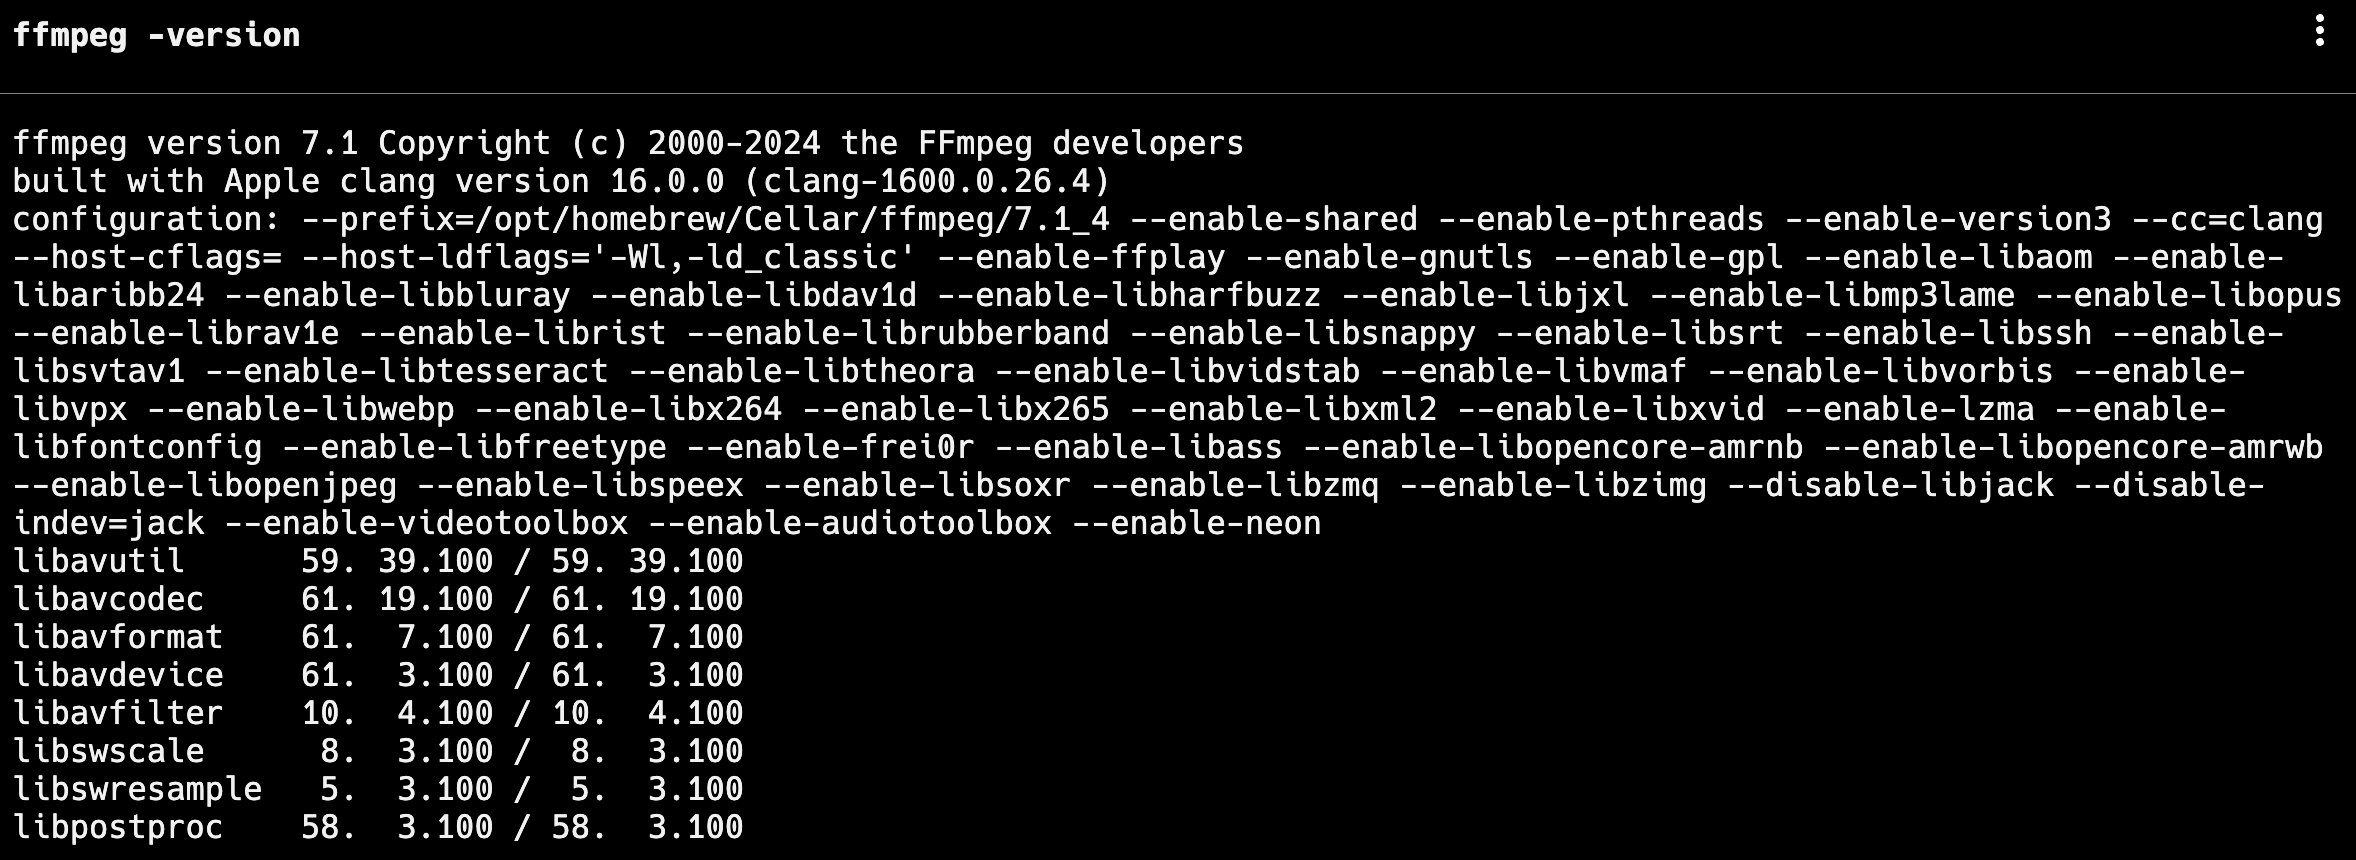 ffmpeg -version
ffmpeg version 7.1 Copyright (c) 2000-2024 the FFmpeg developers
built with Apple clang version 16.0.0 (clang-1600.0.26.4)
configuration: --prefix=/opt/homebrew/Cellar/ffmpeg/7.1_4 --enable-shared --enable-pthreads --enable-version3 --cc=clang
--host-cflags= --host-ldflags='-Wl,-ld_classic' --enable-ffplay --enable-gnutls --enable-gpl --enable-libaom --enable-
libaribb24 --enable-libbluray --enable-libdav1d --enable-libharfbuzz --enable-libjxl --enable-libmp3lame --enable-libopus
--enable-librav1e --enable-librist --enable-librubberband --enable-libsnappy --enable-libsrt --enable-libssh --enable-
libsvtav1 --enable-libtesseract --enable-libtheora --enable-libvidstab --enable-libvmaf --enable-libvorbis --enable-
libvpx --enable-libwebp --enable-libx264 --enable-libx265 --enable-libxml2 --enable-libxvid --enable-lzma --enable-
libfontconfig --enable-libfreetype --enable-frei0r --enable-libass --enable-libopencore-amrnb --enable-libopencore-amrwb
--enable-libopenjpeg --enable-libspeex --enable-libsoxr --enable-libzmq --enable-libzimg --disable-libjack --disable-
indev=jack --enable-videotoolbox --enable-audiotoolbox --enable-neon
libavutil      59. 39.100 / 59. 39.100
libavcodec     61. 19.100 / 61. 19.100
libavformat    61.  7.100 / 61.  7.100
libavdevice    61.  3.100 / 61.  3.100
libavfilter    10.  4.100 / 10.  4.100
libswscale      8.  3.100 /  8.  3.100
libswresample   5.  3.100 /  5.  3.100
libpostproc    58.  3.100 / 58.  3.100